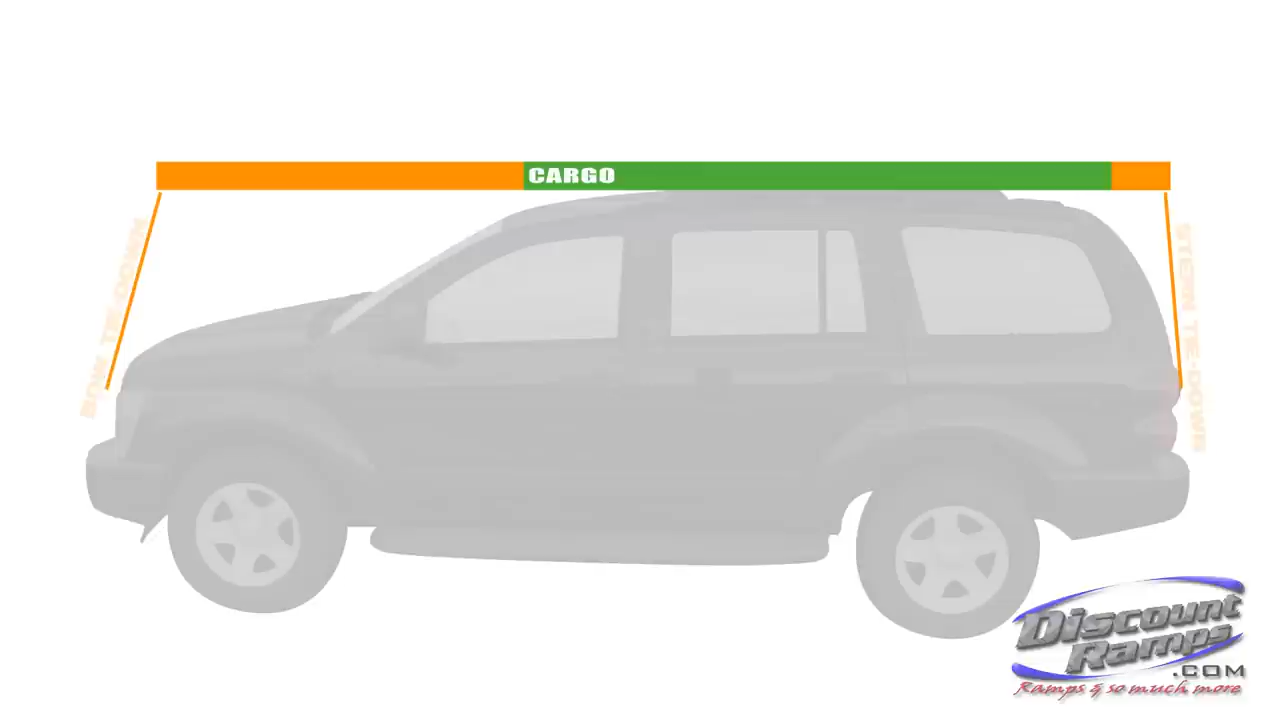 CARGO
BOW TIE-DOWN
STERN TIE-DOWN
Discount
Ramps
.COM
Ramps & so much more